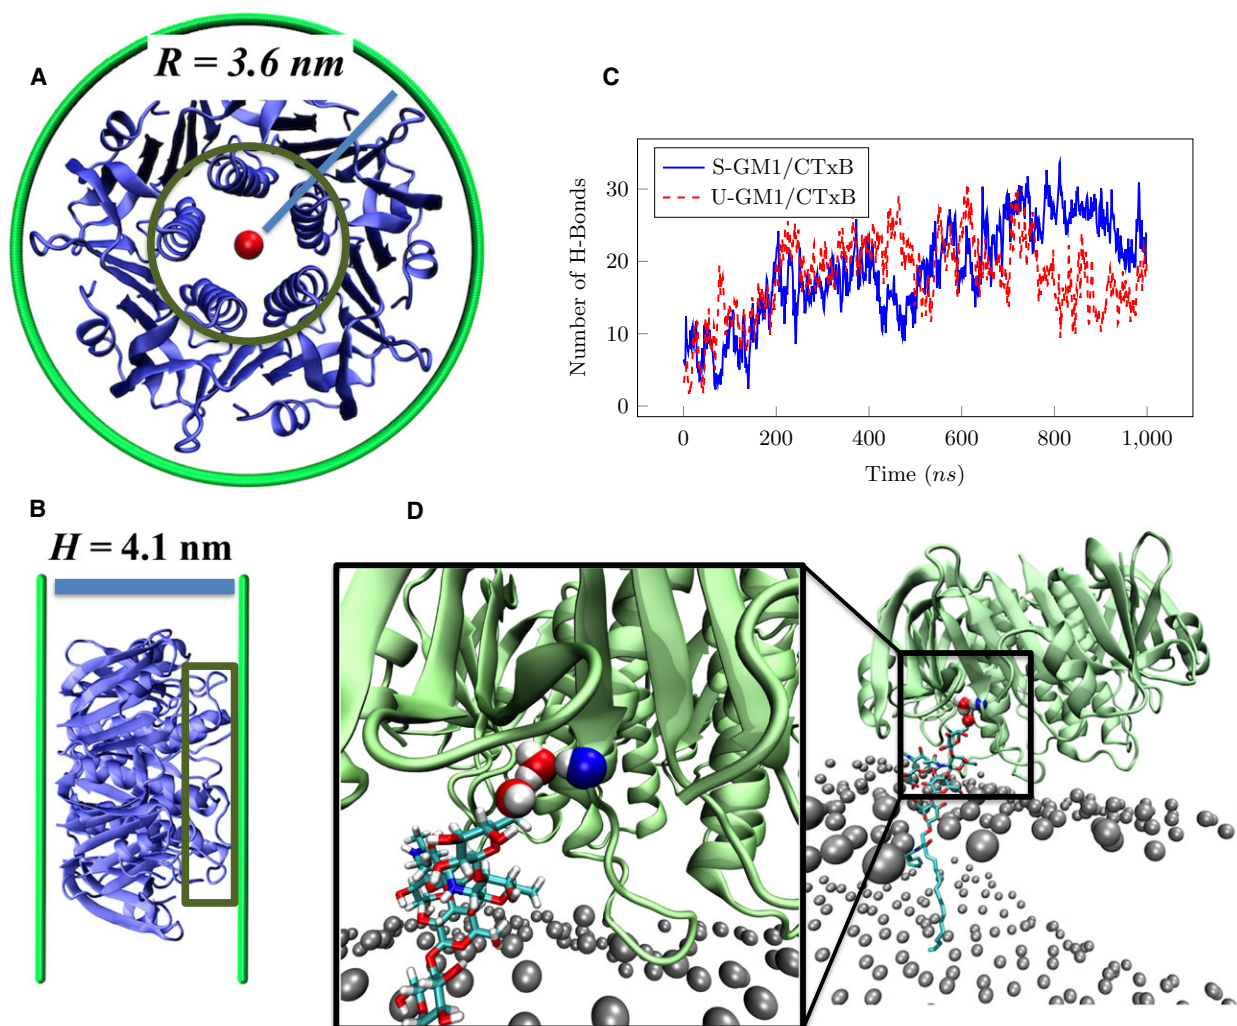 A
R = 3.6 nm
C
S-GM1/CTxB
U-GM1/CTxB
Number of H-Bonds
30
20
10
0
0 200 400 600 800 1,000
Time (ns)
B
H = 4.1 nm
D